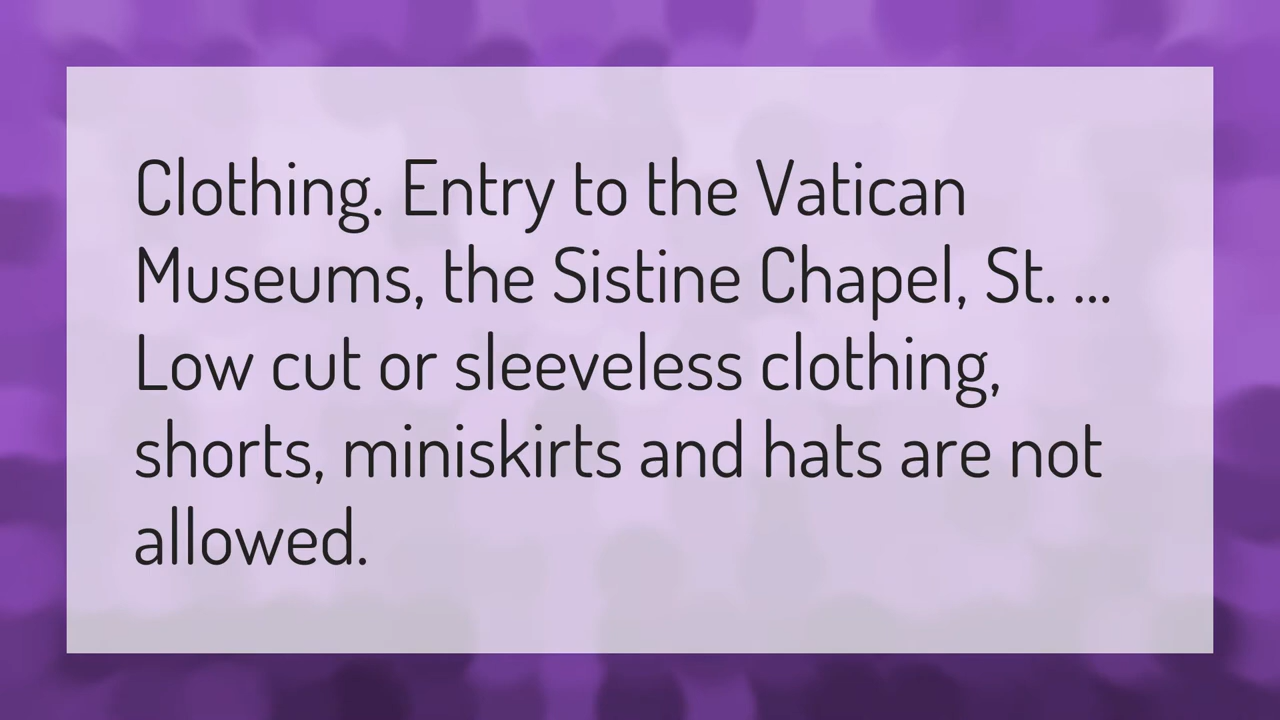 Clothing. Entry to the Vatican
Museums, the Sistine Chapel, St. ...
Low cut or sleeveless clothing,
shorts, miniskirts and hats are not
allowed.